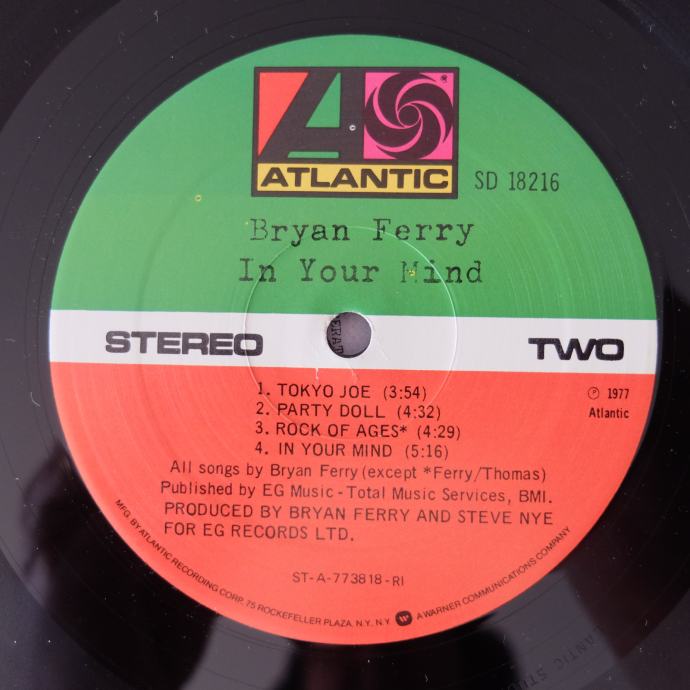 ATLANTIC
®
SD 18216
Bryan Ferry
In Your Mind
STEREO
TWO
1. TOKYO JOE (3:54)
2. PARTY DOLL (4:32)
3. ROCK OF AGES* (4:29)
4. IN YOUR MIND (5:16)
℗ 1977
Atlantic
All songs by Bryan Ferry (except *Ferry/Thomas)
Published by EG Music - Total Music Services, BMI.
PRODUCED BY BRYAN FERRY AND STEVE NYE
FOR EG RECORDS LTD.
ST-A-773818-RI
MFG. BY ATLANTIC RECORDING CORP. 75 ROCKEFELLER PLAZA, N.Y. N.Y. A WARNER COMMUNICATIONS COMPANY